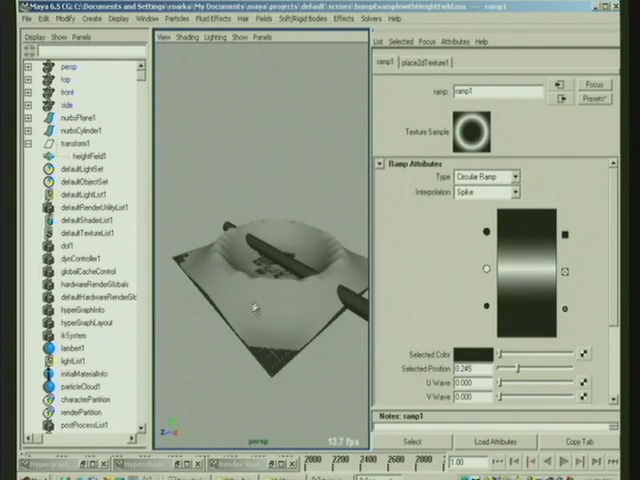 Maya 6.5 CG: C:\Documents and Settings\roarka\My Documents\maya\projects\default\scenes\bumpExamplewithHeightField.ma --- ramp1
File Edit Modify Create Display Window Particles Fluid Effects Hair Fields Soft/Rigid Bodies Effects Solvers Help
Display Show Panels
View Shading Lighting Show Panels
List Selected Focus Attributes Help
persp
top
front
side
nurbsPlane1
nurbsCylinder1
transform1
heightField1
defaultLightSet
defaultObjectSet
defaultLightList1
defaultRenderUtilityList1
defaultShaderList1
defaultTextureList1
dof1
dynController1
globalCacheControl
hardwareRenderGlobals
defaultHardwareRenderGlo
hyperGraphInfo
hyperGraphLayout
ikSystem
lambert1
lightList1
initialMaterialInfo
particleCloud1
characterPartition
renderPartition
postProcessList1
persp
13.7 fps
ramp1 place2dTexture1
ramp: ramp1
Focus
Presets*
Texture Sample
Ramp Attributes
Type Circular Ramp
Interpolation Spike
Selected Color
Selected Position 0.245
U Wave 0.000
V Wave 0.000
Notes: ramp1
Select Load Attributes Copy Tab
2000 2200 2400 2600 2800 1.00
Render View